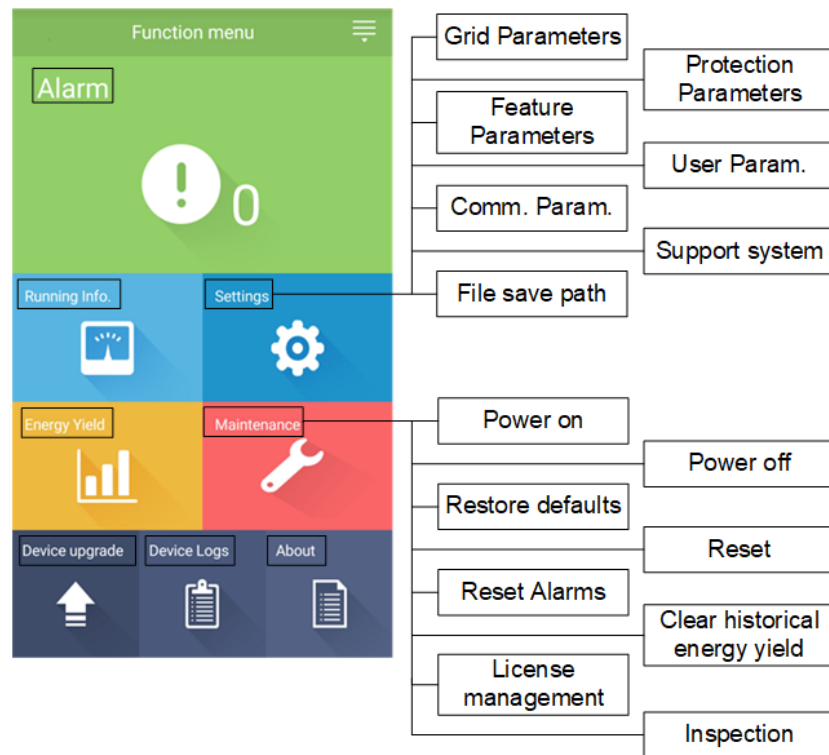 Function menu
Alarm
0
Running Info.
Settings
Energy Yield
Maintenance
Device upgrade
Device Logs
About
Grid Parameters
Protection
Parameters
Feature
Parameters
User Param.
Comm. Param.
Support system
File save path
Power on
Power off
Restore defaults
Reset
Reset Alarms
Clear historical
energy yield
License
management
Inspection